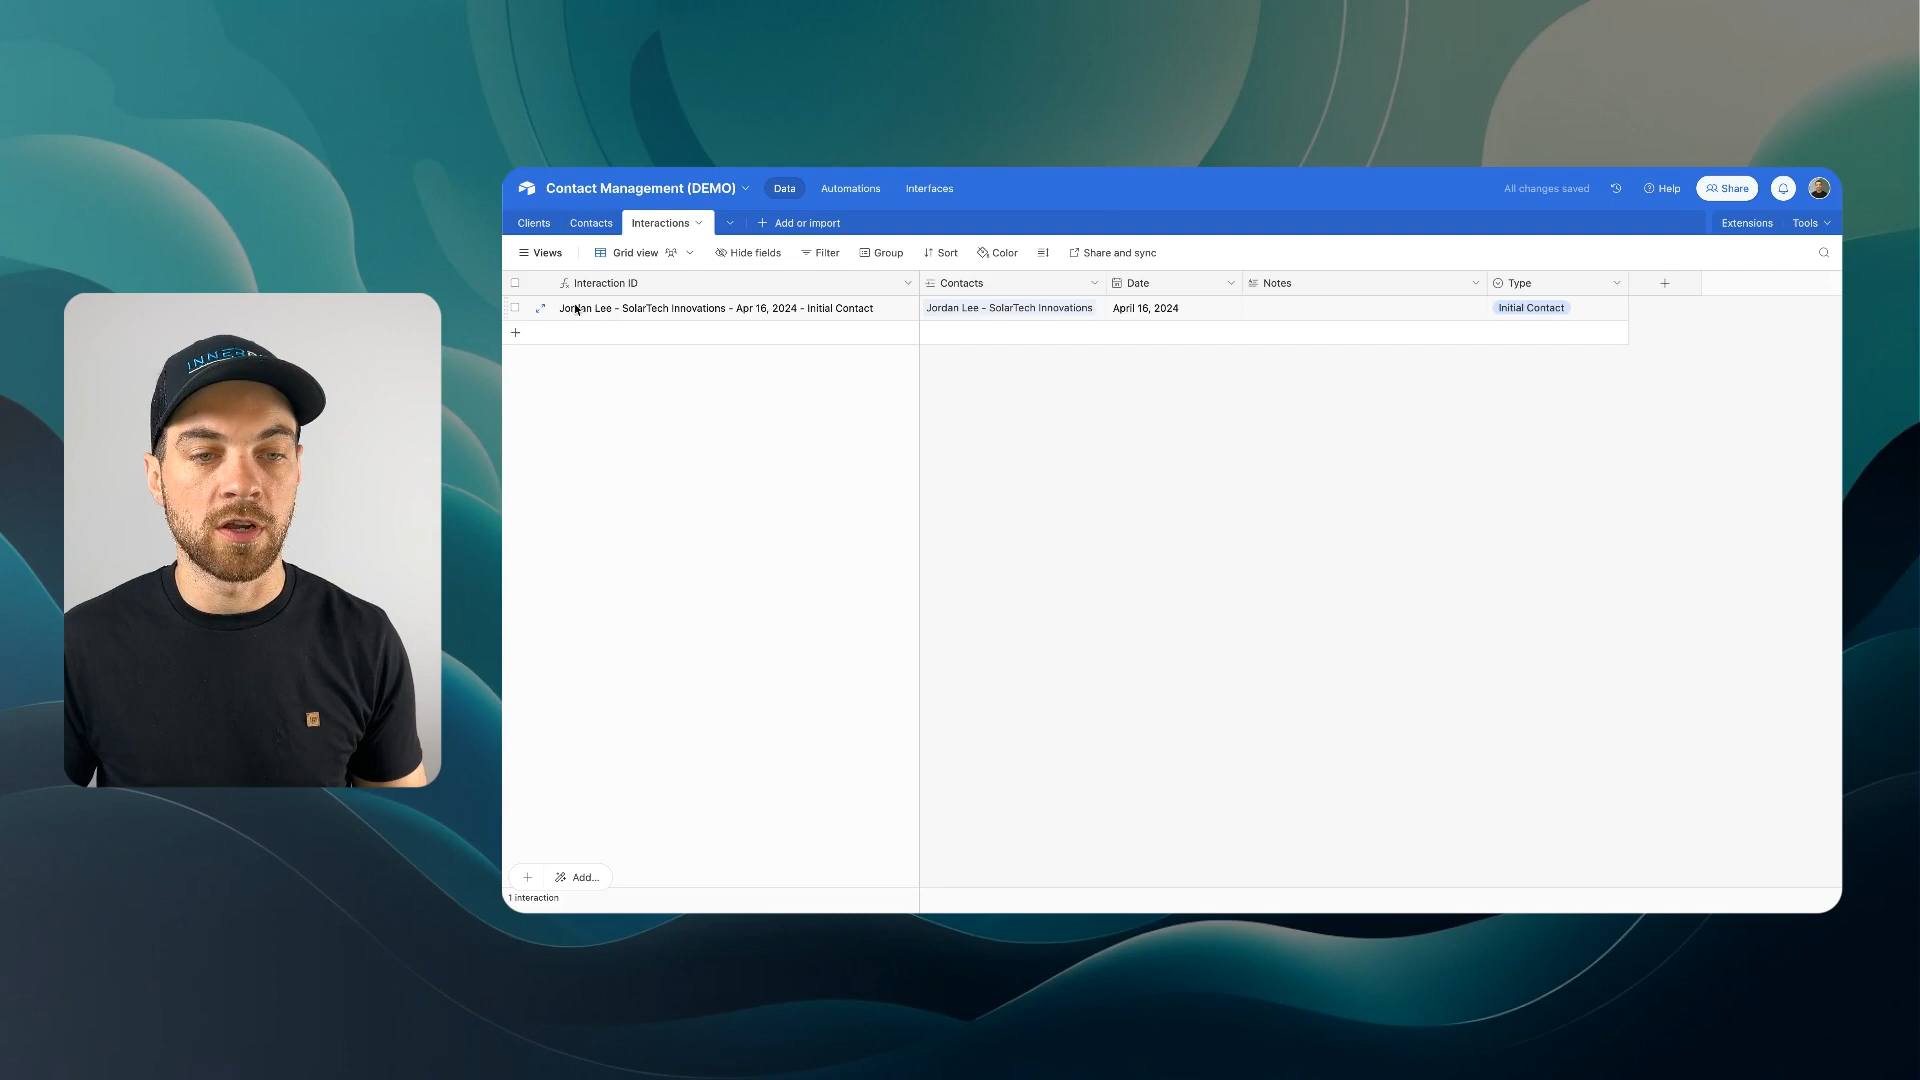 Contact Management (DEMO) Data Automations Interfaces All changes saved Help Share
Clients Contacts Interactions Add or import Extensions Tools
Views Grid view Hide fields Filter Group Sort Color Share and sync
Interaction ID Contacts Date Notes Type
Jordan Lee - SolarTech Innovations - Apr 16, 2024 - Initial Contact Jordan Lee - SolarTech Innovations April 16, 2024 Initial Contact
Add...
1 interaction